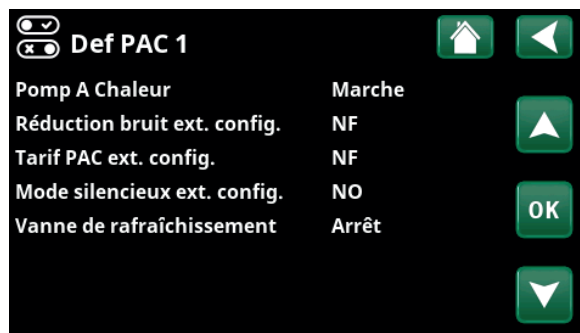 Def PAC 1
Pomp A Chaleur Marche
Réduction bruit ext. config. NF
Tarif PAC ext. config. NF
Mode silencieux ext. config. NO
Vanne de rafraîchissement Arrêt
OK